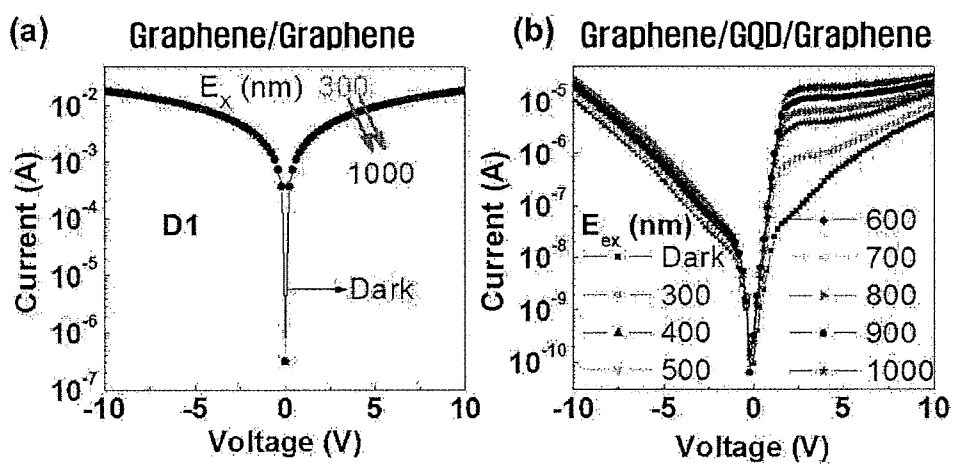 (a) Graphene/Graphene
10⁻²
10⁻³
10⁻⁴
10⁻⁵
10⁻⁶
10⁻⁷
Current (A)
Eₓ (nm) 300
1000
D1
Dark
-10 -5 0 5 10
Voltage (V)
(b) Graphene/GQD/Graphene
10⁻⁵
10⁻⁶
10⁻⁷
10⁻⁸
10⁻⁹
10⁻¹⁰
Current (A)
Eₑₓ (nm)
Dark
300
400
500
600
700
800
900
1000
-10 -5 0 5 10
Voltage (V)